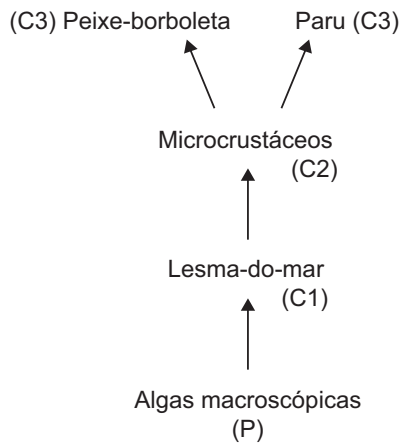 (C3) Peixe-borboleta Paru (C3)
Microcrustáceos
(C2)
Lesma-do-mar
(C1)
Algas macroscópicas
(P)